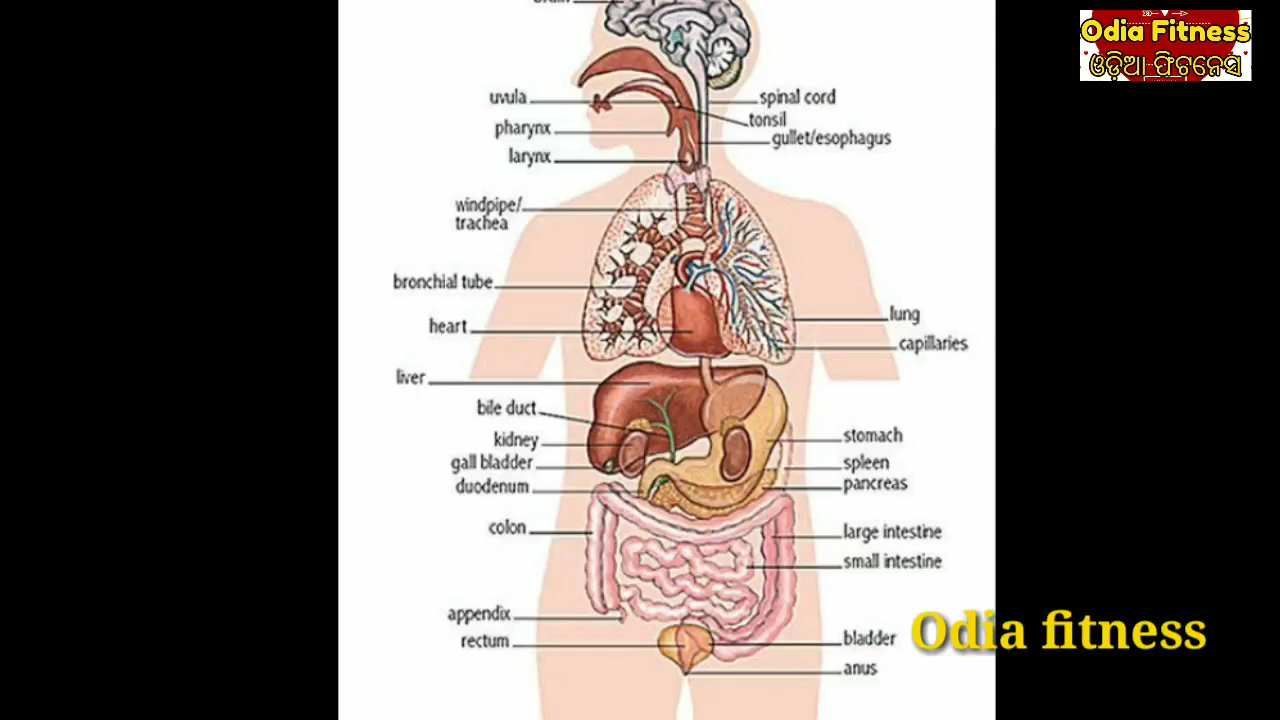 brain
Odia Fitness
ଓଡ଼ିଆ ଫିଟନେସ
uvula
spinal cord
tonsil
pharynx
gullet/esophagus
larynx
windpipe/
trachea
bronchial tube
lung
heart
capillaries
liver
bile duct
stomach
kidney
gall bladder
spleen
duodenum
pancreas
colon
large intestine
small intestine
appendix
rectum
bladder
anus
Odia fitness